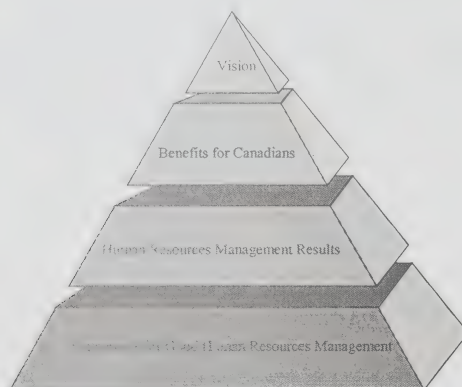 Vision
Benefits for Canadians
Human Resources Management Results
Human Resources Management